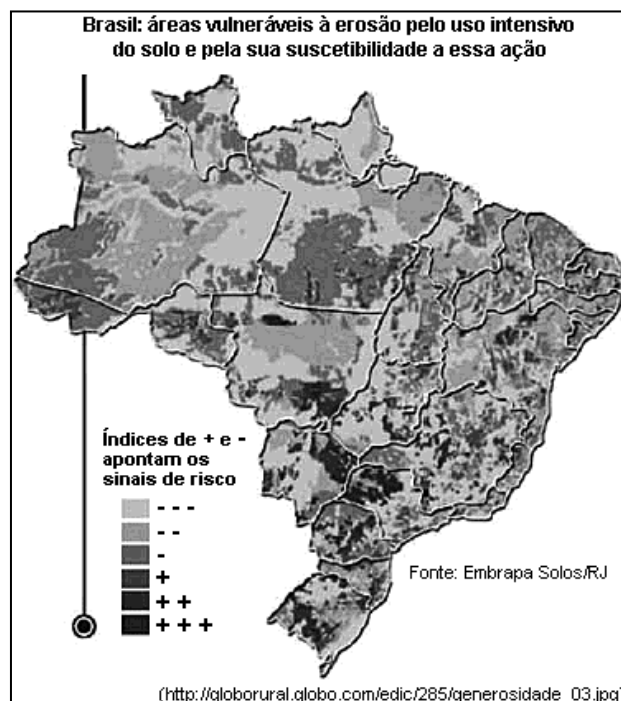 Brasil: áreas vulneráveis à erosão pelo uso intensivo
do solo e pela sua suscetibilidade a essa ação
Índices de + e -
apontam os
sinais de risco
- - -
- -
-
+
+ +
+ + +
Fonte: Embrapa Solos/RJ
(http://globorural.globo.com/edic/285/generosidade_03.jpg)